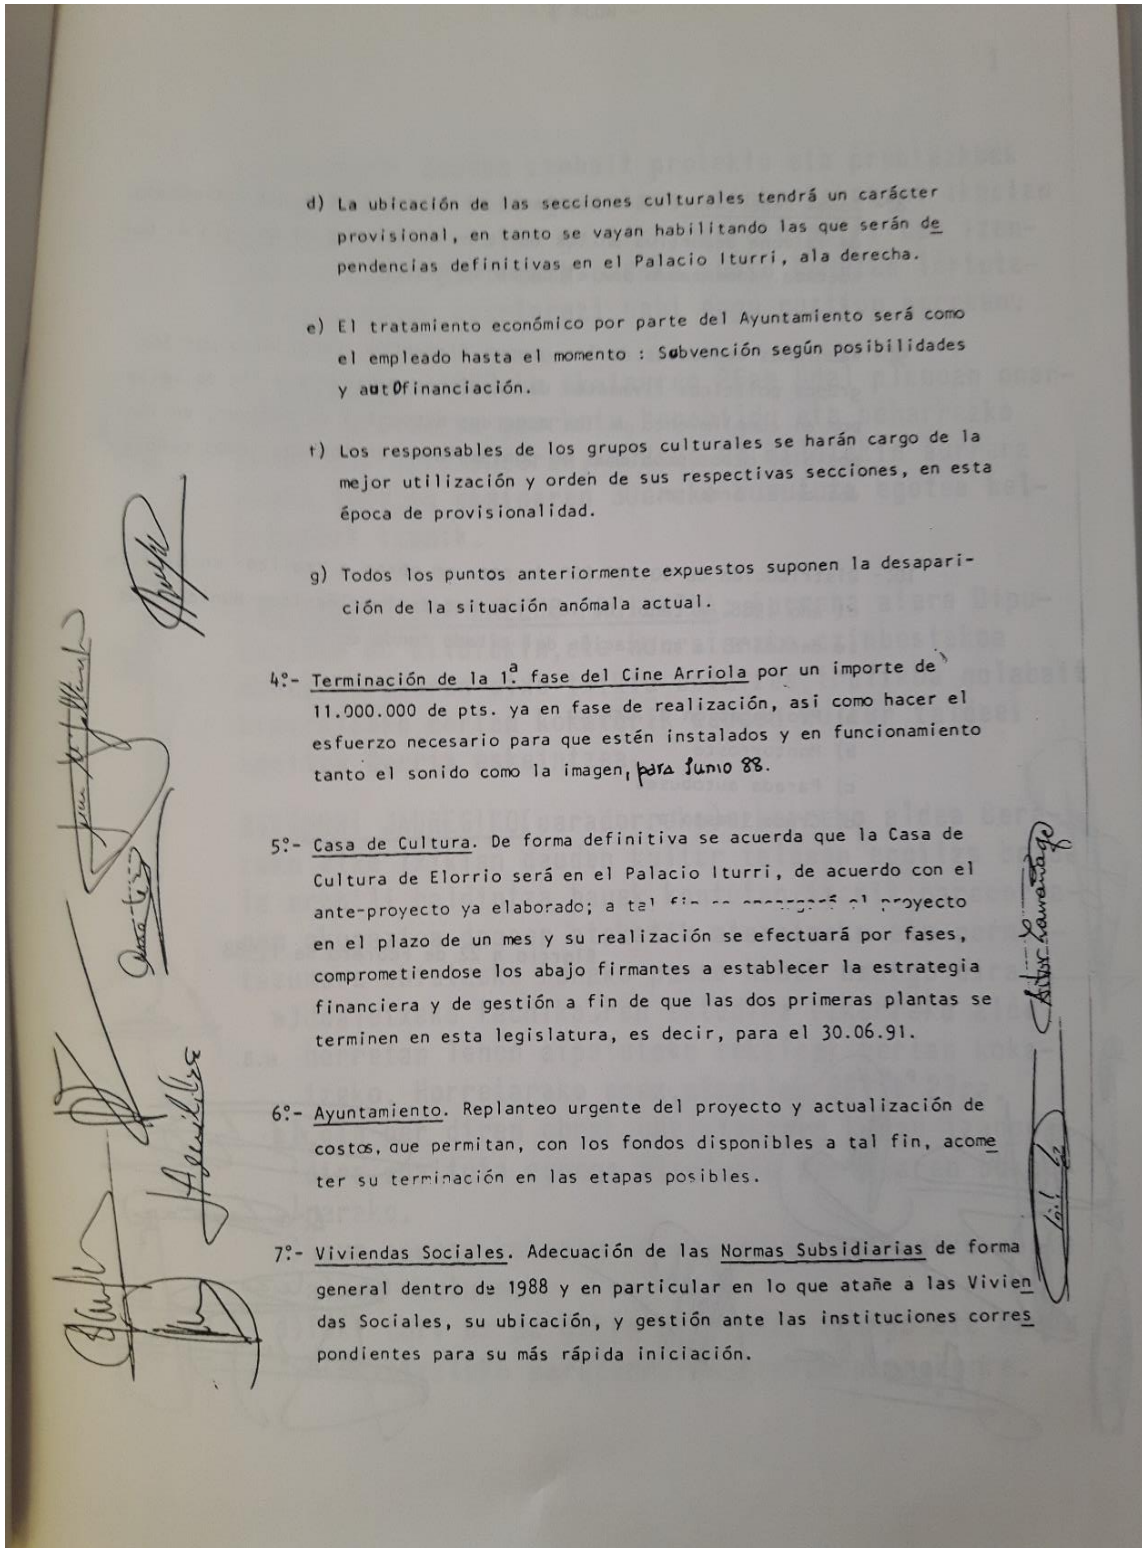 d) La ubicación de las secciones culturales tendrá un carácter
provisional, en tanto se vayan habilitando las que serán de
pendencias definitivas en el Palacio Iturri, ala derecha.
e) El tratamiento económico por parte del Ayuntamiento será como
el empleado hasta el momento : Subvención según posibilidades
y autofinanciación.
f) Los responsables de los grupos culturales se harán cargo de la
mejor utilización y orden de sus respectivas secciones, en esta
época de provisionalidad.
g) Todos los puntos anteriormente expuestos suponen la desapari-
ción de la situación anómala actual.
4º.- Terminación de la 1ª. fase del Cine Arriola por un importe de
11.000.000 de pts. ya en fase de realización, asi como hacer el
esfuerzo necesario para que estén instalados y en funcionamiento
tanto el sonido como la imagen, para Junio 88.
5º.- Casa de Cultura. De forma definitiva se acuerda que la Casa de
Cultura de Elorrio será en el Palacio Iturri, de acuerdo con el
ante-proyecto ya elaborado; a tal fin se encargará el proyecto
en el plazo de un mes y su realización se efectuará por fases,
comprometiendose los abajo firmantes a establecer la estrategia
financiera y de gestión a fin de que las dos primeras plantas se
terminen en esta legislatura, es decir, para el 30.06.91.
6º.- Ayuntamiento. Replanteo urgente del proyecto y actualización de
costos, que permitan, con los fondos disponibles a tal fin, acome
ter su terminación en las etapas posibles.
7º.- Viviendas Sociales. Adecuación de las Normas Subsidiarias de forma
general dentro de 1988 y en particular en lo que atañe a las Vivien
das Sociales, su ubicación, y gestión ante las instituciones corres
pondientes para su más rápida iniciación.